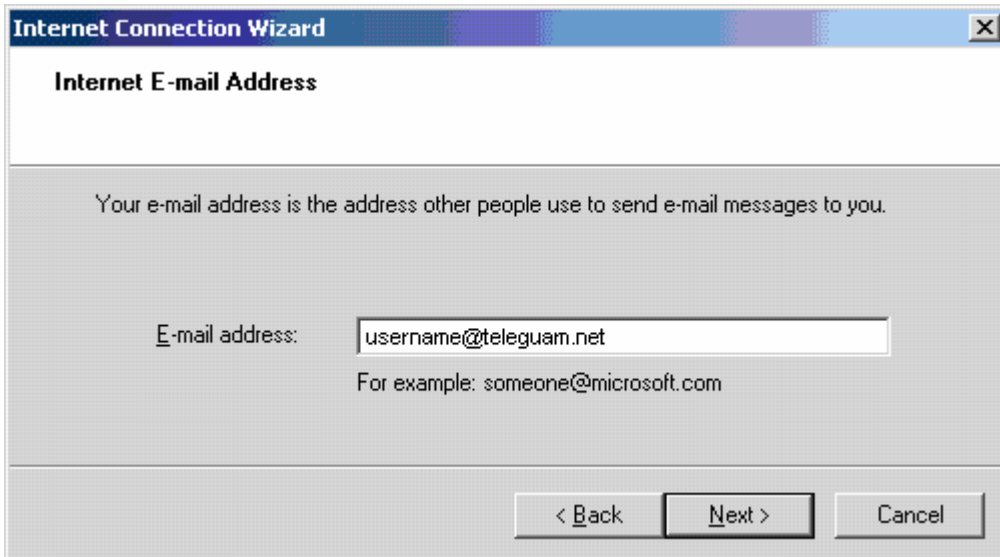 Internet Connection Wizard
Internet E-mail Address
Your e-mail address is the address other people use to send e-mail messages to you.
E-mail address: username@teleguam.net
For example: someone@microsoft.com
< Back Next > Cancel